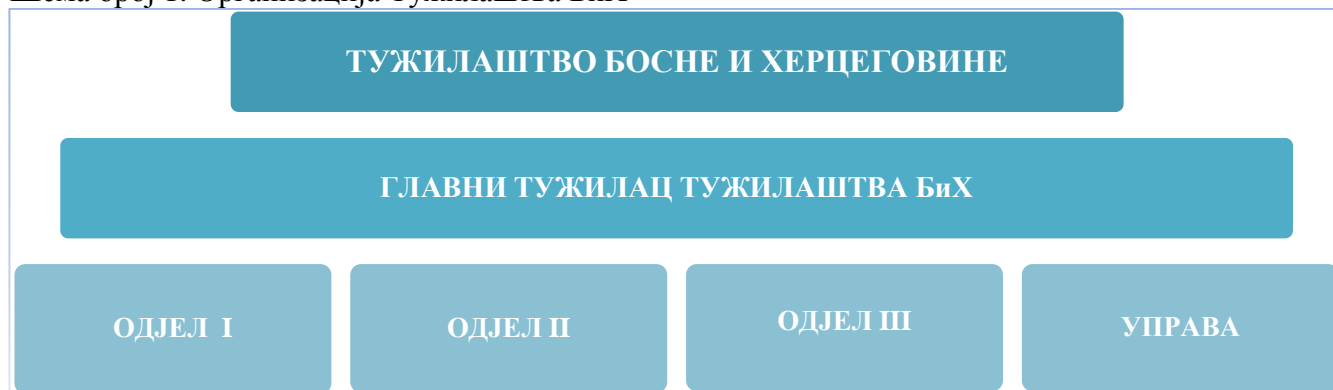 ТУЖИЛАШТВО БОСНЕ И ХЕРЦЕГОВИНЕ
ГЛАВНИ ТУЖИЛАЦ ТУЖИЛАШТВА БиХ
ОДЈЕЛ I
ОДЈЕЛ II
ОДЈЕЛ III
УПРАВА